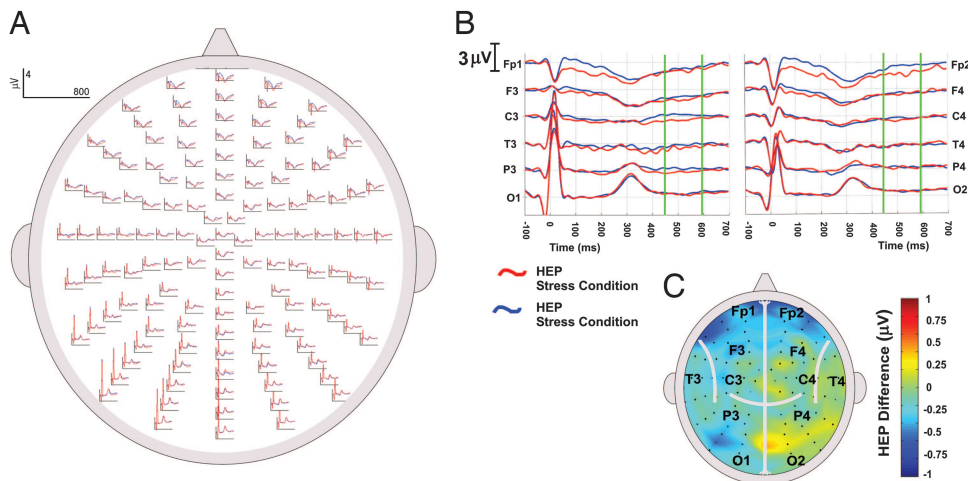 A
4
μV
800
B
3 μV
Fp1
F3
C3
T3
P3
O1
-100 0 100 200 300 400 500 600 700
Time (ms)
Fp2
F4
C4
T4
P4
O2
-100 0 100 200 300 400 500 600 700
Time (ms)
HEP
Stress Condition
HEP
Stress Condition
C
Fp1 Fp2
F3 F4
T3 C3 C4 T4
P3 P4
O1 O2
1
0.75
0.5
0.25
0
-0.25
-0.5
-0.75
-1
HEP Difference (μV)